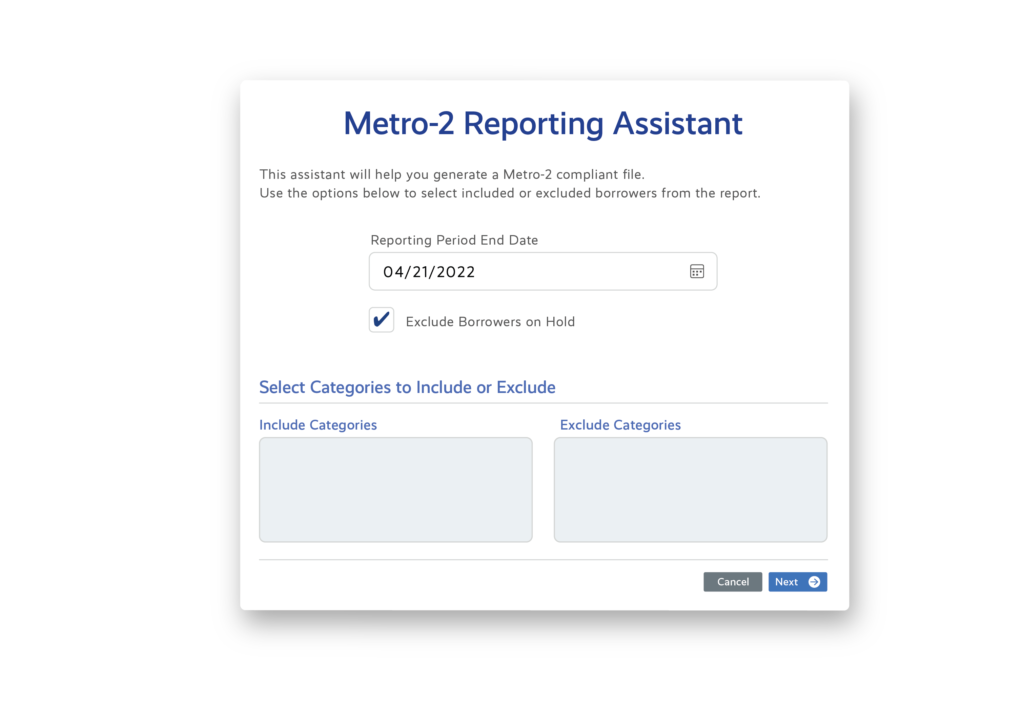 Metro-2 Reporting Assistant
This assistant will help you generate a Metro-2 compliant file.
Use the options below to select included or excluded borrowers from the report.
Reporting Period End Date
04/21/2022
Exclude Borrowers on Hold
Select Categories to Include or Exclude
Include Categories
Exclude Categories
Cancel
Next